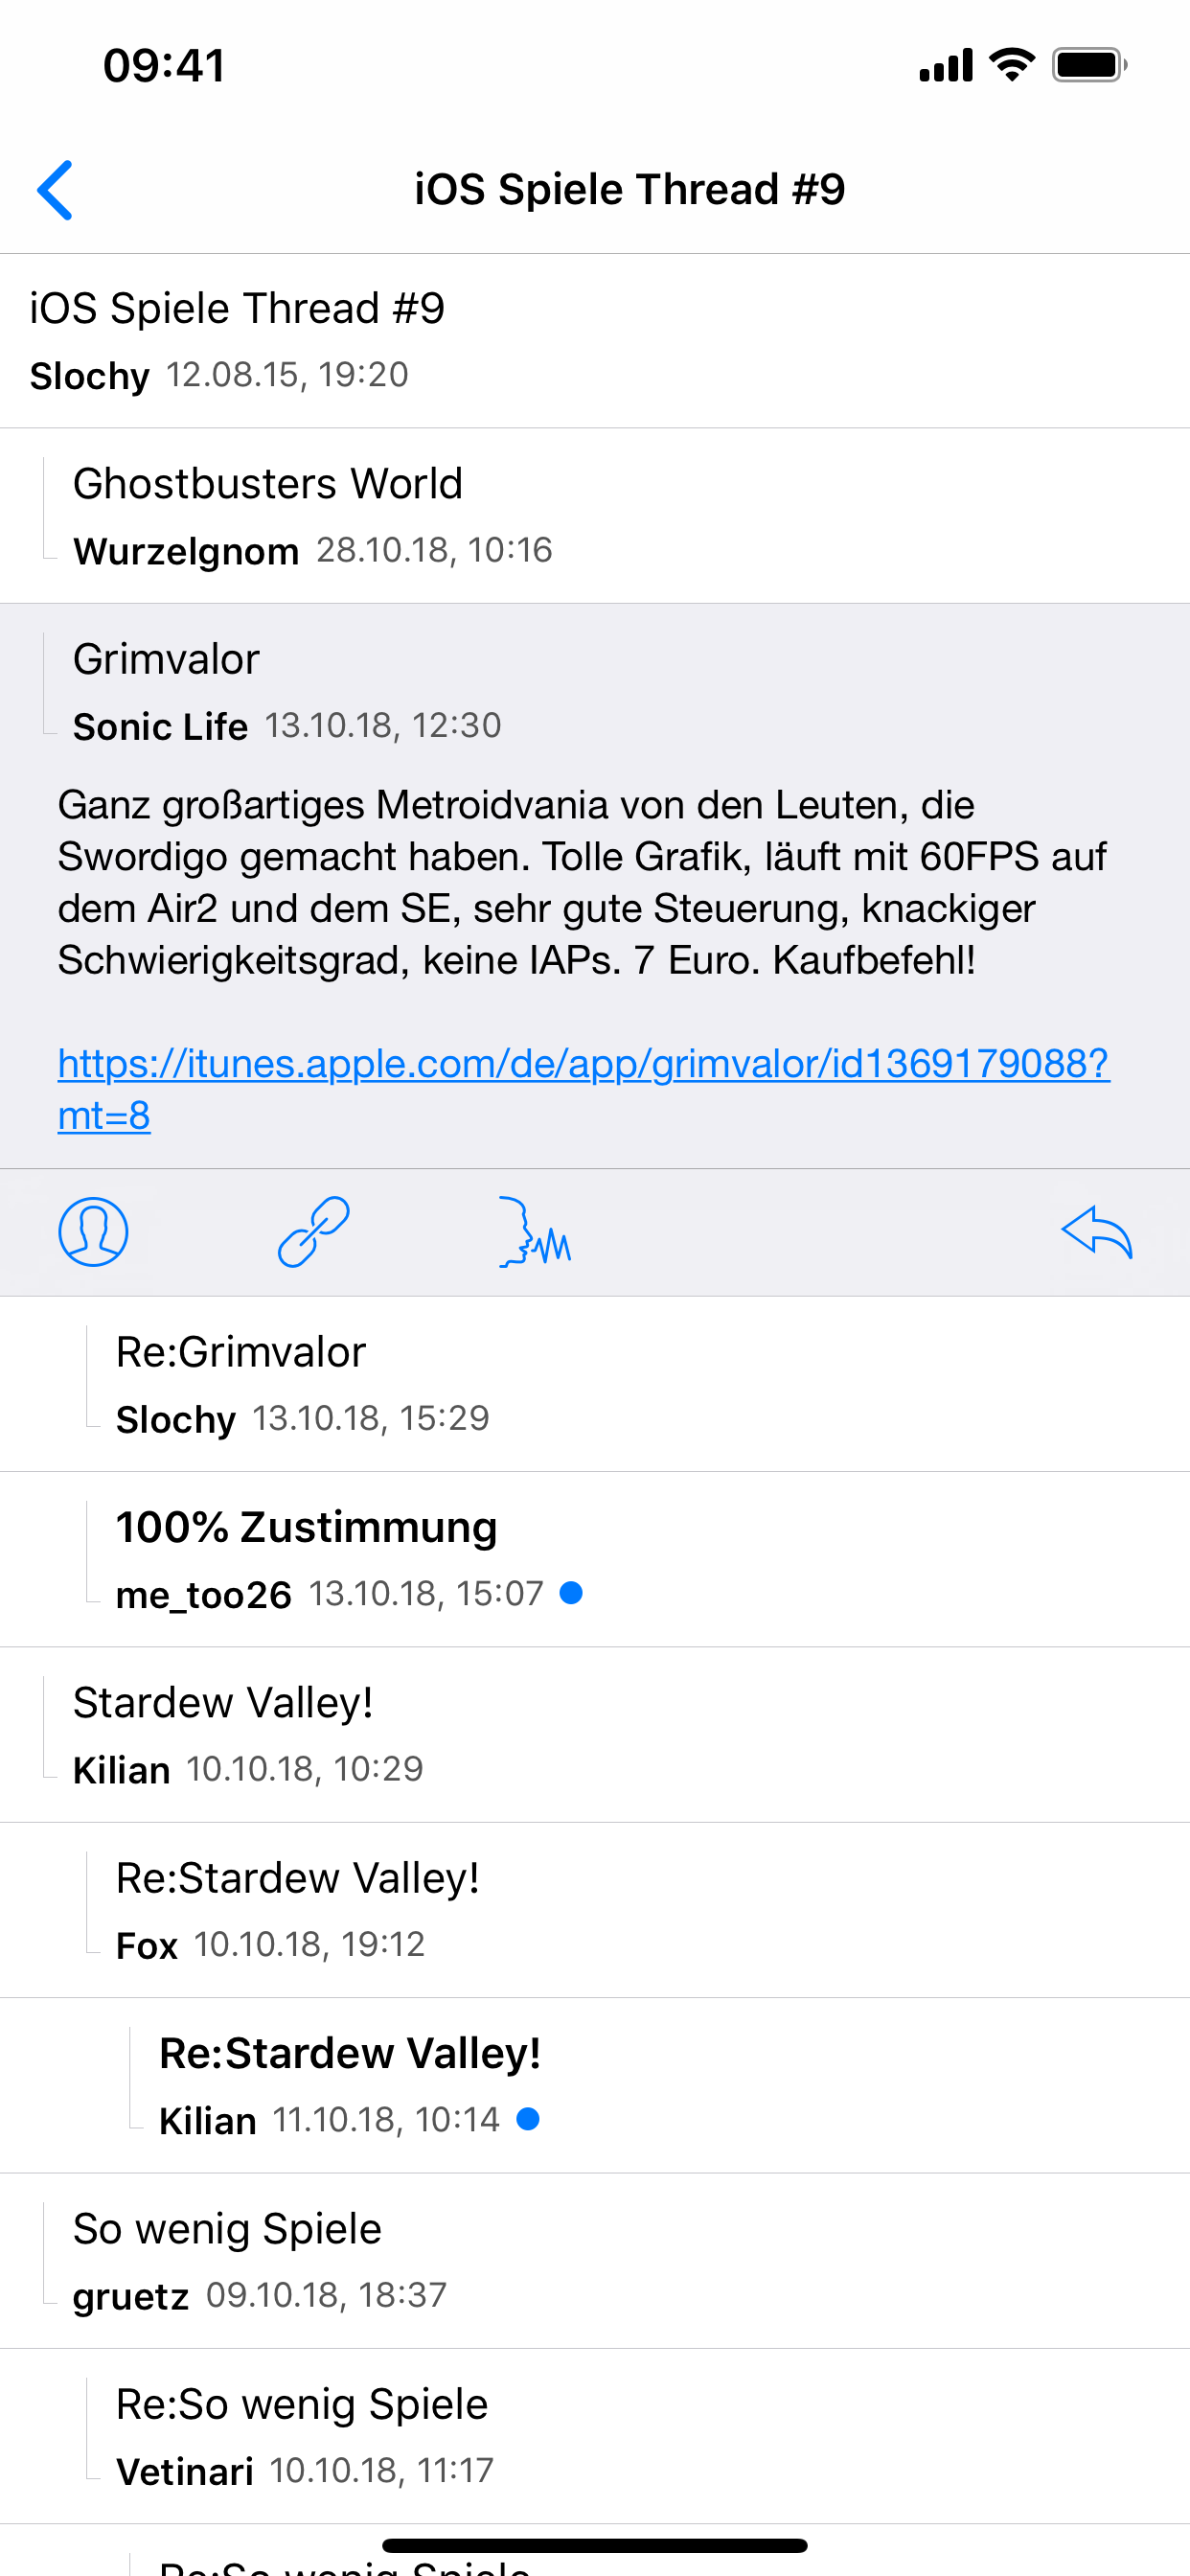 09:41
iOS Spiele Thread #9
iOS Spiele Thread #9
Slochy 12.08.15, 19:20
Ghostbusters World
Wurzelgnom 28.10.18, 10:16
Grimvalor
Sonic Life 13.10.18, 12:30
Ganz großartiges Metroidvania von den Leuten, die
Swordigo gemacht haben. Tolle Grafik, läuft mit 60FPS auf
dem Air2 und dem SE, sehr gute Steuerung, knackiger
Schwierigkeitsgrad, keine IAPs. 7 Euro. Kaufbefehl!
https://itunes.apple.com/de/app/grimvalor/id1369179088?
mt=8
Re:Grimvalor
Slochy 13.10.18, 15:29
100% Zustimmung
me_too26 13.10.18, 15:07
Stardew Valley!
Kilian 10.10.18, 10:29
Re:Stardew Valley!
Fox 10.10.18, 19:12
Re:Stardew Valley!
Kilian 11.10.18, 10:14
So wenig Spiele
gruetz 09.10.18, 18:37
Re:So wenig Spiele
Vetinari 10.10.18, 11:17
Re:So wenig Spiele